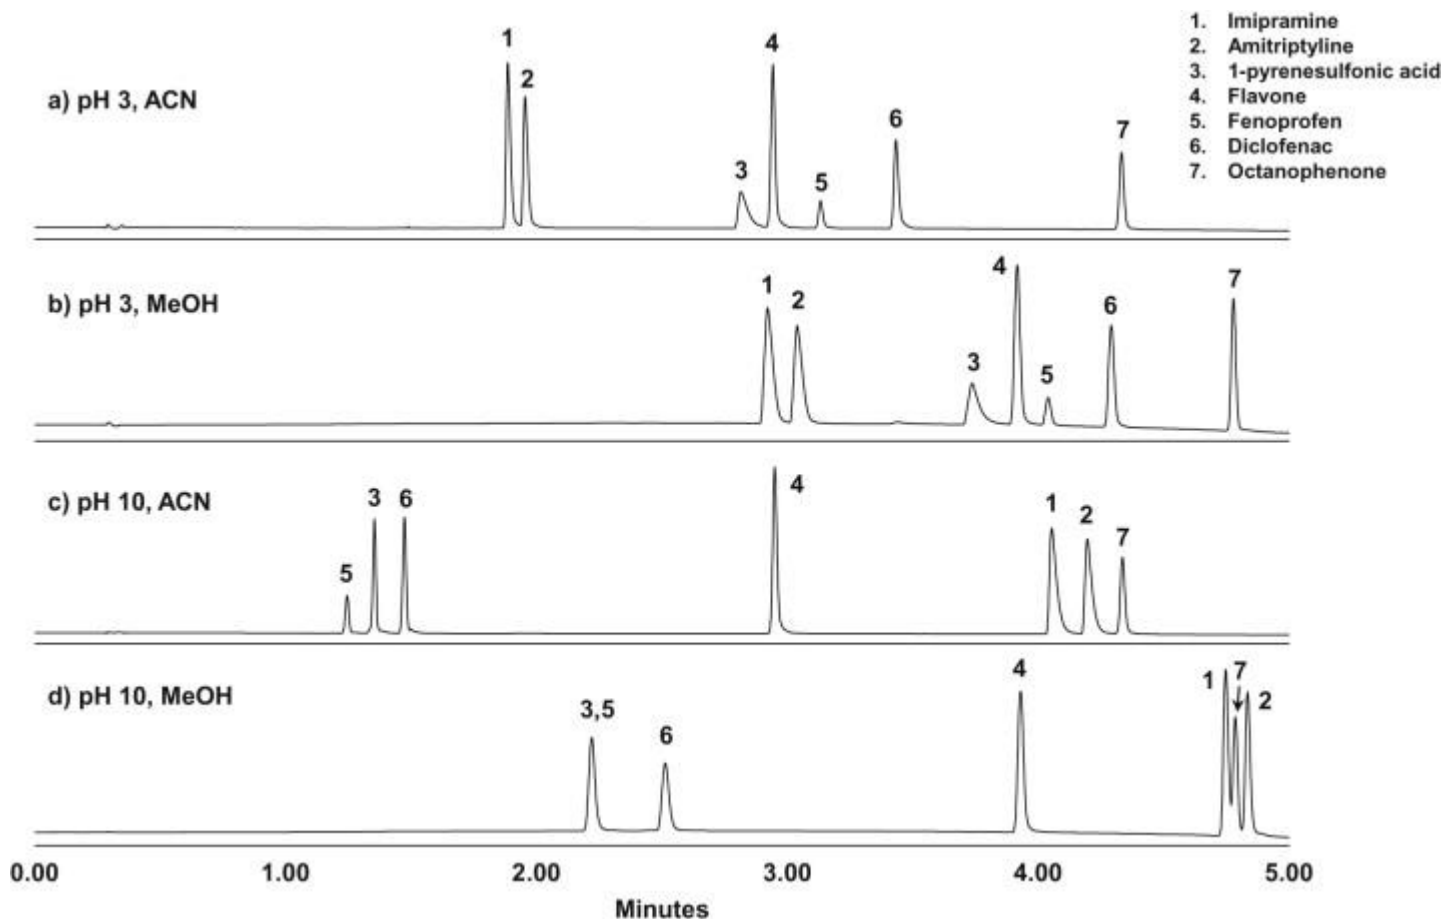 1. Imipramine
2. Amitriptyline
3. 1-pyrenesulfonic acid
4. Flavone
5. Fenoprofen
6. Diclofenac
7. Octanophenone
a) pH 3, ACN
1
2
3
4
5
6
7
b) pH 3, MeOH
1
2
3
4
5
6
7
c) pH 10, ACN
5
3
6
4
1
2
7
d) pH 10, MeOH
3,5
6
4
1
7
2
0.00 1.00 2.00 3.00 4.00 5.00
Minutes